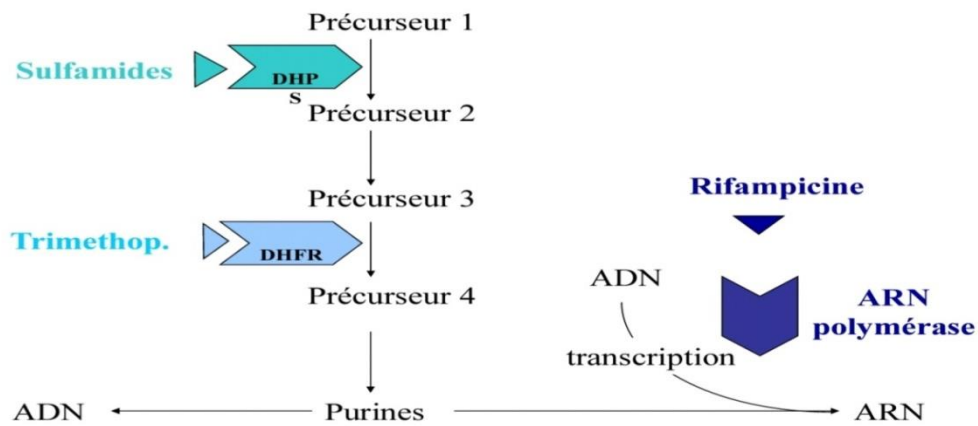 Précurseur 1
Sulfamides
DHP
S
Précurseur 2
Précurseur 3
Rifampicine
Trimethop.
DHFR
Précurseur 4
ADN
ARN
polymérase
transcription
ADN
Purines
ARN